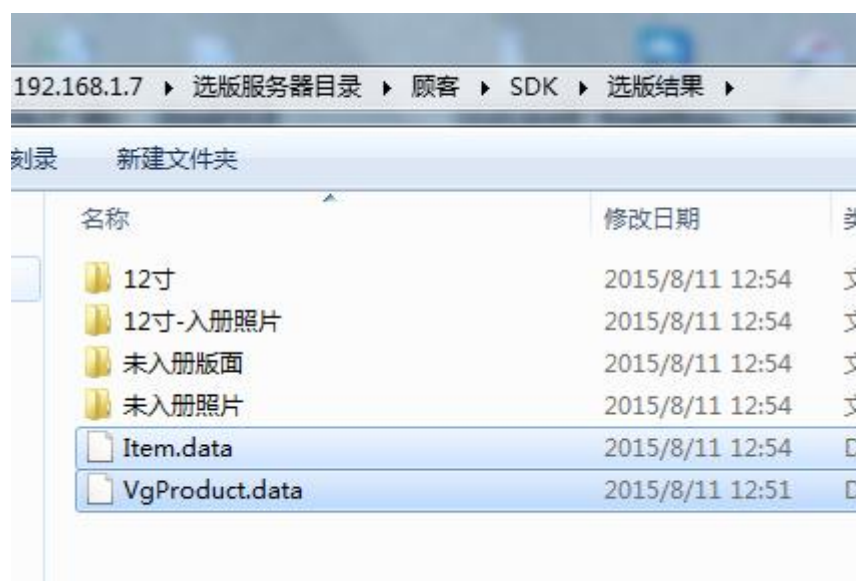 192.168.1.7 ▸ 选版服务器目录 ▸ 顾客 ▸ SDK ▸ 选版结果 ▸
刻录 新建文件夹
名称 修改日期
12寸 2015/8/11 12:54
12寸-入册照片 2015/8/11 12:54
未入册版面 2015/8/11 12:54
未入册照片 2015/8/11 12:54
Item.data 2015/8/11 12:54
VgProduct.data 2015/8/11 12:51